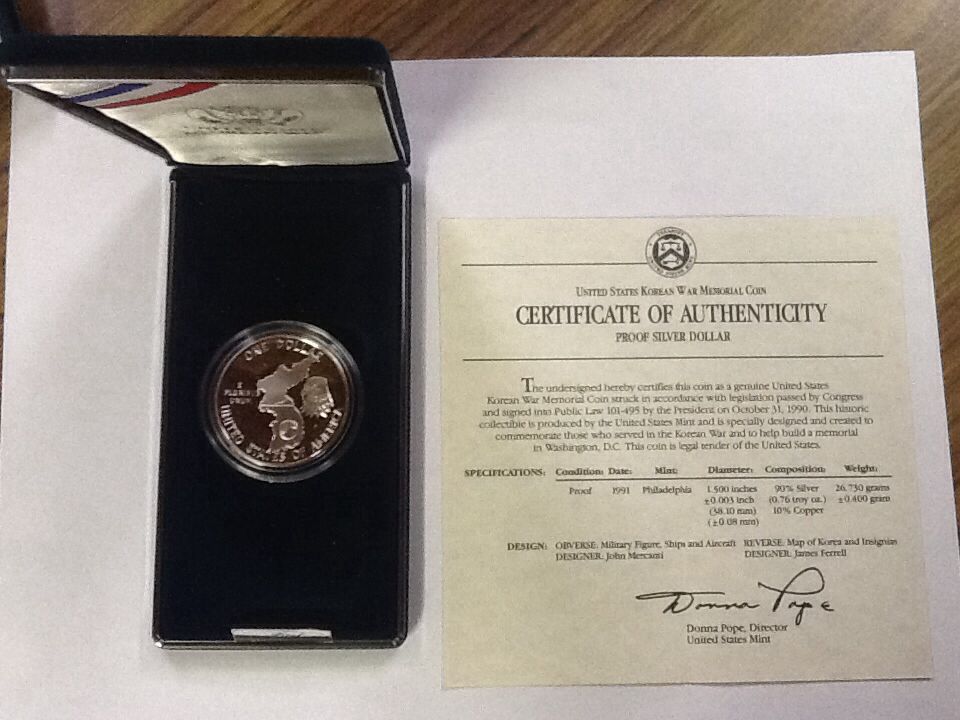 ONE DOLLAR
E
PLURIBUS
UNUM
UNITED STATES OF AMERICA
UNITED STATES KOREAN WAR MEMORIAL COIN
CERTIFICATE OF AUTHENTICITY
PROOF SILVER DOLLAR
The undersigned hereby certifies this coin as a genuine United States
Korean War Memorial Coin struck in accordance with legislation passed by Congress
and signed into Public Law 101-495 by the President on October 31, 1990. This historic
collectible is produced by the United States Mint and is specially designed and created to
commemorate those who served in the Korean War and to help build a memorial
in Washington, D.C. This coin is legal tender of the United States.
SPECIFICATIONS: Condition: Date: Mint: Diameter: Composition: Weight:
Proof 1991 Philadelphia 1.500 inches 90% Silver 26.730 grams
±0.003 inch (0.76 troy oz.) ±0.400 gram
(38.10 mm) 10% Copper
(±0.08 mm)
DESIGN: OBVERSE: Military Figure, Ships and Aircraft REVERSE: Map of Korea and Insignias
DESIGNER: John Mercanti DESIGNER: James Ferrell
Donna Pope
Donna Pope, Director
United States Mint